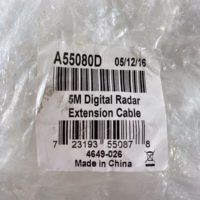 A55080D 05/12/16
5M Digital Radar
Extension Cable
7 23193 55087 8
4649-026
Made in China